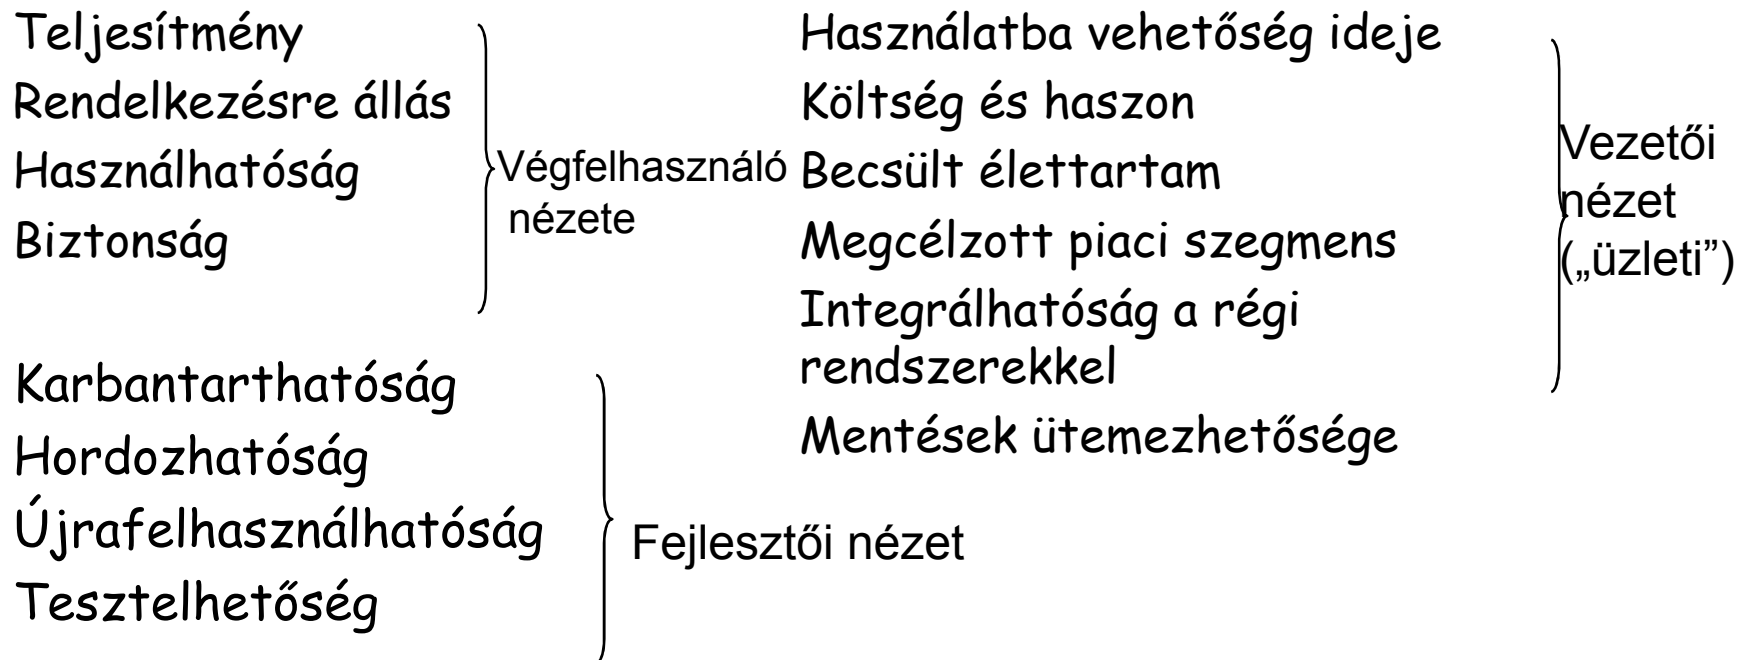 Teljesítmény
Rendelkezésre állás
Használhatóság
Biztonság
Végfelhasználó
nézete
Karbantarthatóság
Hordozhatóság
Újrafelhasználhatóság
Tesztelhetőség
Fejlesztői nézet
Használatba vehetőség ideje
Költség és haszon
Becsült élettartam
Megcélzott piaci szegmens
Integrálhatóság a régi
rendszerekkel
Mentések ütemezhetősége
Vezetői
nézet
(„üzleti”)